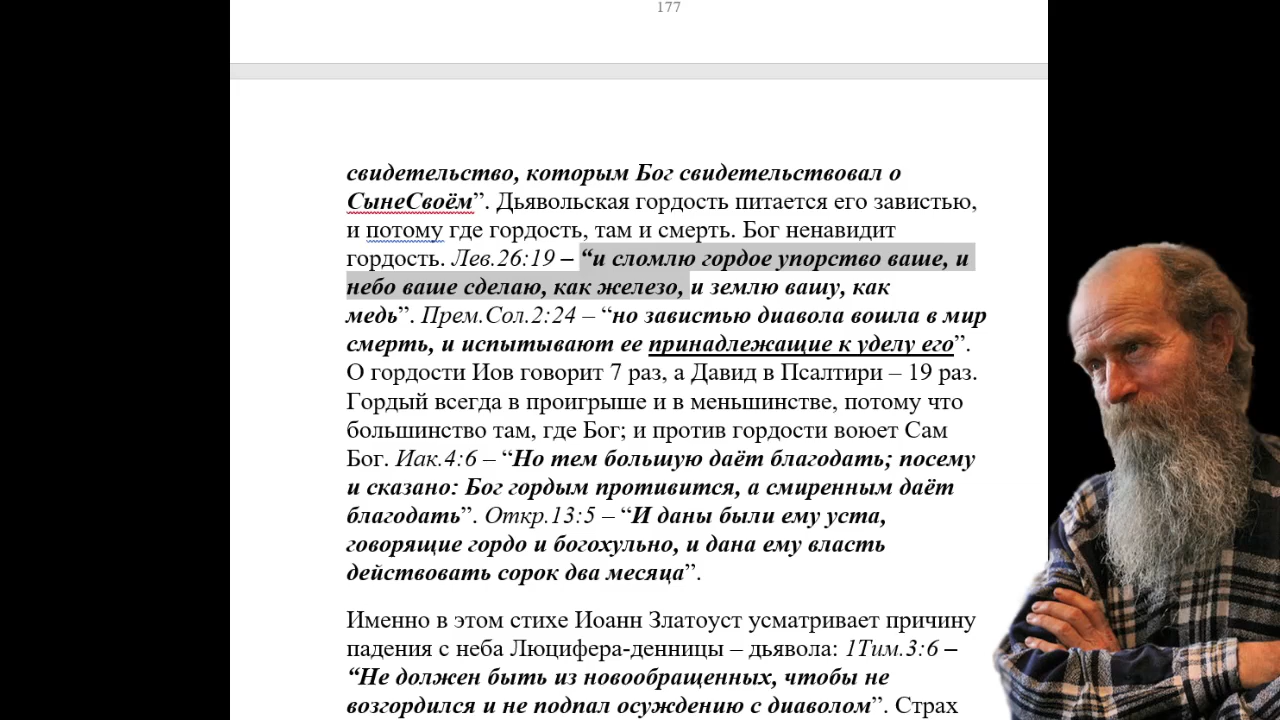 177
свидетельство, которым Бог свидетельствовал о
СынеСвоём”. Дьявольская гордость питается его завистью,
и потому где гордость, там и смерть. Бог ненавидит
гордость. Лев.26:19 – “и сломлю гордое упорство ваше, и
небо ваше сделаю, как железо, и землю вашу, как
медь”. Прем.Сол.2:24 – “но завистью диавола вошла в мир
смерть, и испытывают ее принадлежащие к уделу его”.
О гордости Иов говорит 7 раз, а Давид в Псалтири – 19 раз.
Гордый всегда в проигрыше и в меньшинстве, потому что
большинство там, где Бог; и против гордости воюет Сам
Бог. Иак.4:6 – “Но тем большую даёт благодать; посему
и сказано: Бог гордым противится, а смиренным даёт
благодать”. Откр.13:5 – “И даны были ему уста,
говорящие гордо и богохульно, и дана ему власть
действовать сорок два месяца”.
Именно в этом стихе Иоанн Златоуст усматривает причину
падения с неба Люцифера-денницы – дьявола: 1Тим.3:6 –
“Не должен быть из новообращенных, чтобы не
возгордился и не подпал осуждению с диаволом”. Страх